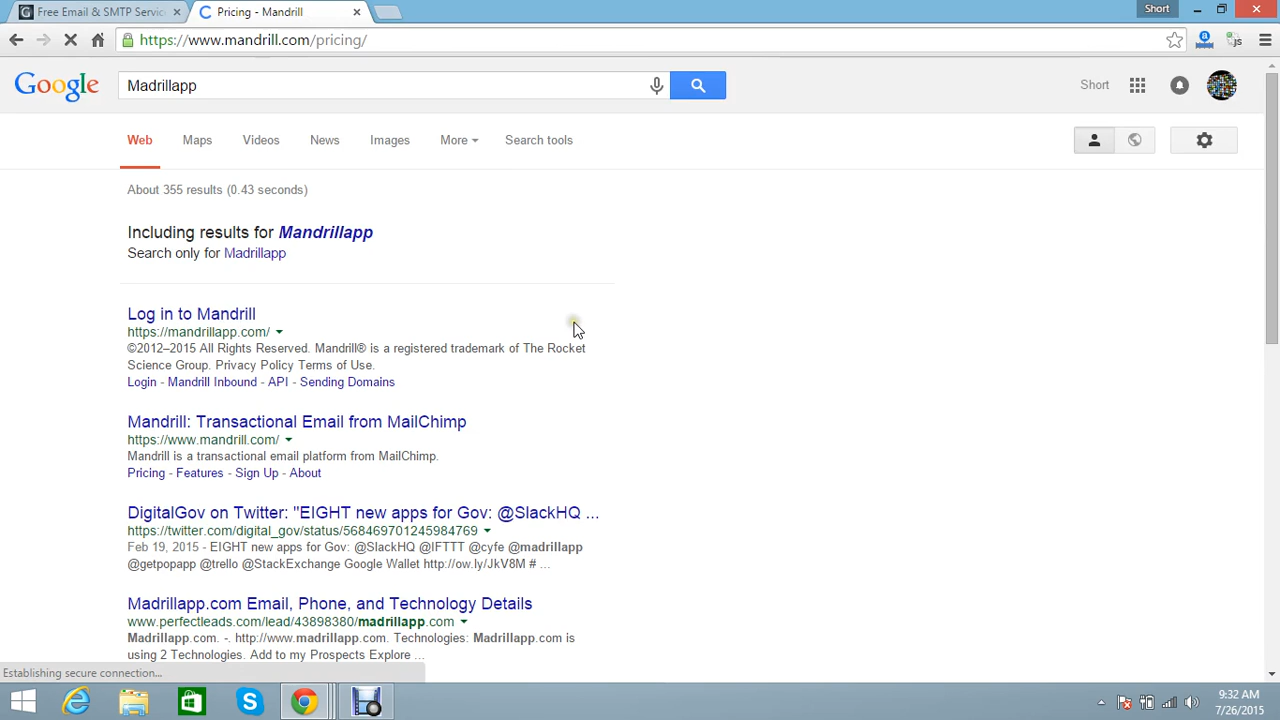 Free Email & SMTP Servic
Pricing - Mandrill
Short
https://www.mandrill.com/pricing/
Google
Madrillapp
Short
Web
Maps
Videos
News
Images
More
Search tools
About 355 results (0.43 seconds)
Including results for Mandrillapp
Search only for Madrillapp
Log in to Mandrill
https://mandrillapp.com/
©2012–2015 All Rights Reserved. Mandrill® is a registered trademark of The Rocket
Science Group. Privacy Policy Terms of Use.
Login - Mandrill Inbound - API - Sending Domains
Mandrill: Transactional Email from MailChimp
https://www.mandrill.com/
Mandrill is a transactional email platform from MailChimp.
Pricing - Features - Sign Up - About
DigitalGov on Twitter: "EIGHT new apps for Gov: @SlackHQ ...
https://twitter.com/digital_gov/status/568469701245984769
Feb 19, 2015 - EIGHT new apps for Gov: @SlackHQ @IFTTT @cyfe @madrillapp
@getpopapp @trello @StackExchange Google Wallet http://ow.ly/JkV8M # ...
Madrillapp.com Email, Phone, and Technology Details
www.perfectleads.com/lead/43898380/madrillapp.com
Madrillapp.com. -. http://www.madrillapp.com. Technologies: Madrillapp.com is
using 2 Technologies. Add to my Prospects Explore ...
Establishing secure connection...
9:32 AM
7/26/2015